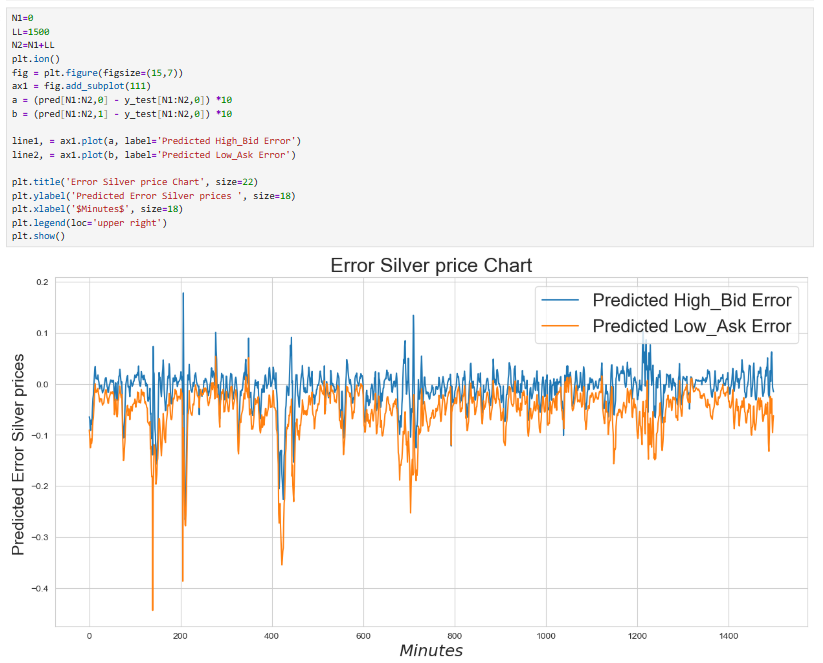 N1=0
LL=1500
N2=N1+LL
plt.ion()
fig = plt.figure(figsize=(15,7))
ax1 = fig.add_subplot(111)
a = (pred[N1:N2,0] - y_test[N1:N2,0]) *10
b = (pred[N1:N2,1] - y_test[N1:N2,0]) *10
line1, = ax1.plot(a, label='Predicted High_Bid Error')
line2, = ax1.plot(b, label='Predicted Low_Ask Error')
plt.title('Error Silver price Chart', size=22)
plt.ylabel('Predicted Error Silver prices ', size=18)
plt.xlabel('$Minutes$', size=18)
plt.legend(loc='upper right')
plt.show()
Error Silver price Chart
Predicted High_Bid Error
Predicted Low_Ask Error
Predicted Error Silver prices
0.2
0.1
0.0
−0.1
−0.2
−0.3
−0.4
0 200 400 600 800 1000 1200 1400
Minutes